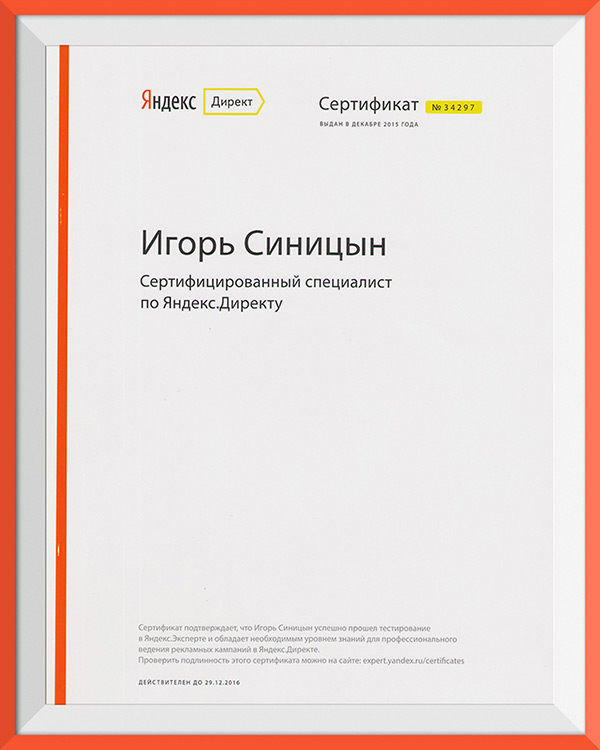 Яндекс Директ
Сертификат № 34297
ВЫДАН В ДЕКАБРЕ 2015 ГОДА
Игорь Синицын
Сертифицированный специалист
по Яндекс.Директу
Сертификат подтверждает, что Игорь Синицын успешно прошел тестирование
в Яндекс.Эксперте и обладает необходимым уровнем знаний для профессионального
ведения рекламных кампаний в Яндекс.Директе.
Проверить подлинность этого сертификата можно на сайте: expert.yandex.ru/certificates
ДЕЙСТВИТЕЛЕН ДО 29.12.2016